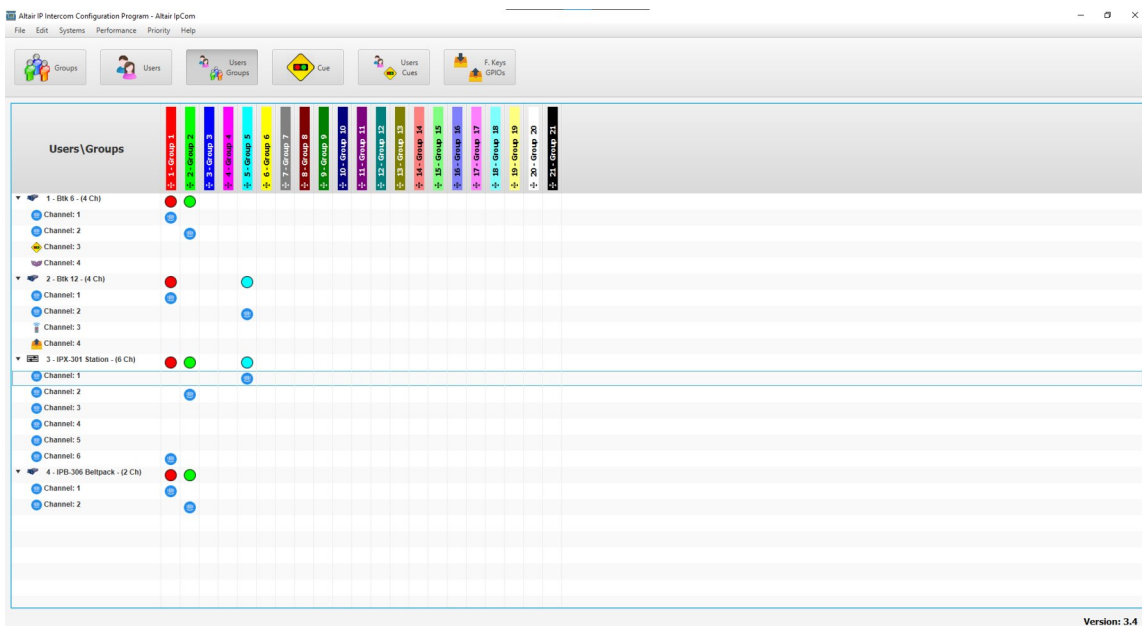 Altair IP Intercom Configuration Program - Altair IpCom
File Edit Systems Performance Priority Help
Groups
Users
Users
Groups
Cue
Users
Cues
F. Keys
GPIOs
Users\Groups
1 - Group 1
2 - Group 2
3 - Group 3
4 - Group 4
5 - Group 5
6 - Group 6
7 - Group 7
8 - Group 8
9 - Group 9
10 - Group 10
11 - Group 11
12 - Group 12
13 - Group 13
14 - Group 14
15 - Group 15
16 - Group 16
17 - Group 17
18 - Group 18
19 - Group 19
20 - Group 20
21 - Group 21
1 - Btk 6 - (4 Ch)
Channel: 1
Channel: 2
Channel: 3
Channel: 4
2 - Btk 12 - (4 Ch)
Channel: 1
Channel: 2
Channel: 3
Channel: 4
3 - IPX-301 Station - (6 Ch)
Channel: 1
Channel: 2
Channel: 3
Channel: 4
Channel: 5
Channel: 6
4 - IPB-306 Beltpack - (2 Ch)
Channel: 1
Channel: 2
Version: 3.4